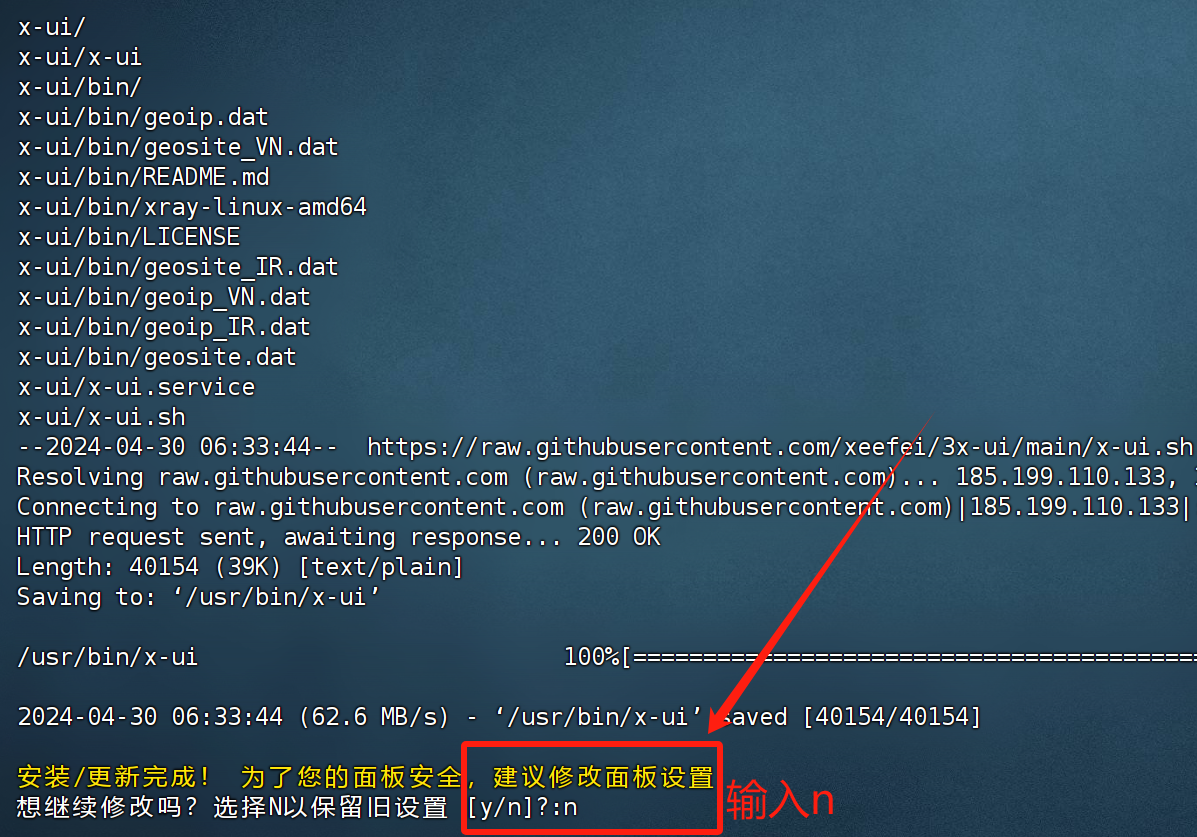 x-ui/
x-ui/x-ui
x-ui/bin/
x-ui/bin/geoip.dat
x-ui/bin/geosite_VN.dat
x-ui/bin/README.md
x-ui/bin/xray-linux-amd64
x-ui/bin/LICENSE
x-ui/bin/geosite_IR.dat
x-ui/bin/geoip_VN.dat
x-ui/bin/geoip_IR.dat
x-ui/bin/geosite.dat
x-ui/x-ui.service
x-ui/x-ui.sh
--2024-04-30 06:33:44--  https://raw.githubusercontent.com/xeefei/3x-ui/main/x-ui.sh
Resolving raw.githubusercontent.com (raw.githubusercontent.com)... 185.199.110.133,
Connecting to raw.githubusercontent.com (raw.githubusercontent.com)|185.199.110.133|
HTTP request sent, awaiting response... 200 OK
Length: 40154 (39K) [text/plain]
Saving to: ‘/usr/bin/x-ui’
/usr/bin/x-ui 100%[==========================================
2024-04-30 06:33:44 (62.6 MB/s) - ‘/usr/bin/x-ui’ saved [40154/40154]
安装/更新完成！ 为了您的面板安全，建议修改面板设置
想继续修改吗？选择N以保留旧设置 [y/n]?:n
输入n